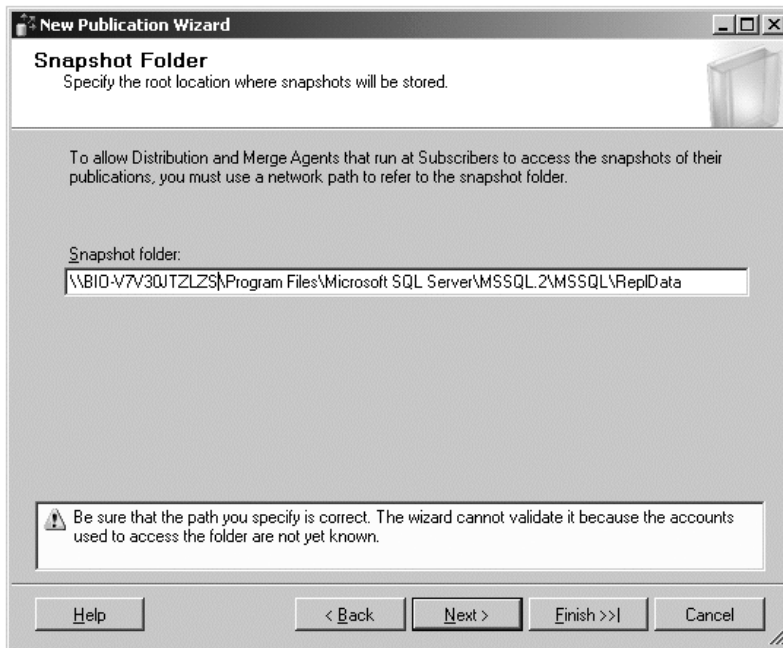 New Publication Wizard
Snapshot Folder
Specify the root location where snapshots will be stored.
To allow Distribution and Merge Agents that run at Subscribers to access the snapshots of their
publications, you must use a network path to refer to the snapshot folder.
Snapshot folder:
\\BIO-V7V30JTZLZS\Program Files\Microsoft SQL Server\MSSQL.2\MSSQL\ReplData
Be sure that the path you specify is correct. The wizard cannot validate it because the accounts
used to access the folder are not yet known.
Help < Back Next > Finish >>| Cancel